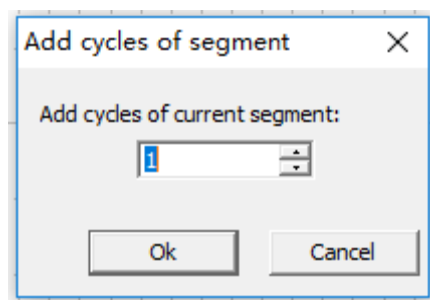 Add cycles of segment
Add cycles of current segment:
1
Ok
Cancel